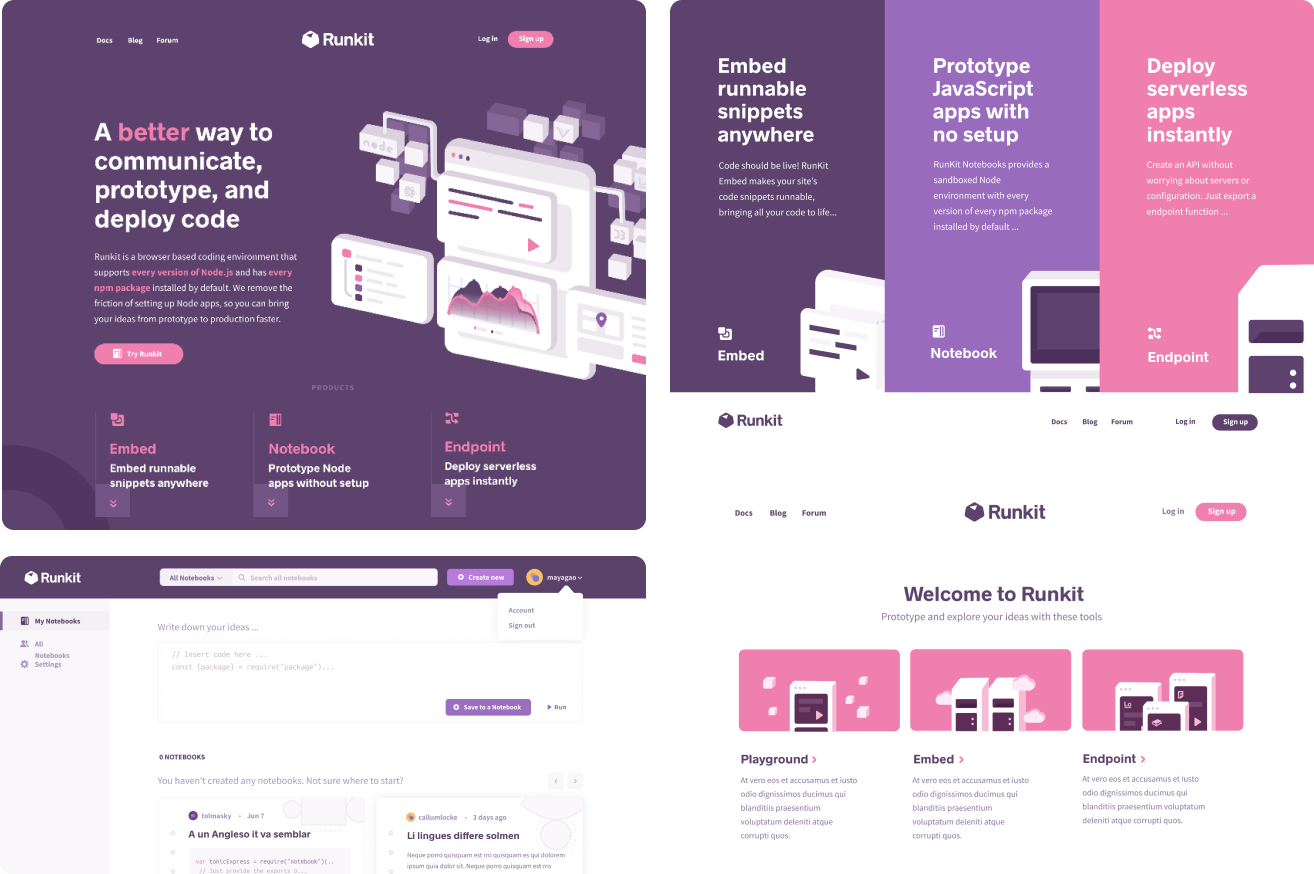 Docs Blog Forum
Runkit
Log in Sign up
A better way to
communicate,
prototype, and
deploy code
Runkit is a browser based coding environment that
supports every version of Node.js and has every
npm package installed by default. We remove the
friction of setting up Node apps, so you can bring
your ideas from prototype to production faster.
Try Runkit
node
PRODUCTS
Embed
Embed runnable
snippets anywhere
Notebook
Prototype Node
apps without setup
Endpoint
Deploy serverless
apps instantly
Embed
runnable
snippets
anywhere
Code should be live! RunKit
Embed makes your site's
code snippets runnable,
bringing all your code to life...
Embed
Prototype
JavaScript
apps with
no setup
RunKit Notebooks provides a
sandboxed Node
environment with every
version of every npm package
installed by default ...
Notebook
Deploy
serverless
apps
instantly
Create an API without
worrying about servers or
configuration. Just export a
endpoint function ...
Endpoint
Runkit
Docs Blog Forum Log in Sign up
Docs Blog Forum
Runkit
Log in Sign up
Welcome to Runkit
Prototype and explore your ideas with these tools
Lo
Playground
At vero eos et accusamus et iusto
odio dignissimos ducimus qui
blanditiis praesentium
voluptatum deleniti atque
corrupti quos.
Embed
At vero eos et accusamus et iusto
odio dignissimos ducimus qui
blanditiis praesentium
voluptatum deleniti atque
corrupti quos.
Endpoint
At vero eos et accusamus et iusto
odio dignissimos ducimus qui
blanditiis praesentium voluptatum
deleniti atque corrupti quos.
Runkit
All Notebooks
Search all notebooks
Create new
mayagao
Account
Sign out
My Notebooks
All
Notebooks
Settings
Write down your ideas ...
// Insert code here ...
const {package} = require("package")...
Save to a Notebook
Run
0 NOTEBOOKS
You haven't created any notebooks. Not sure where to start?
tolmasky • Jun 7
A un Angleso it va semblar
var tonicExpress = require("notebook")(..
// Just provide the exports o...
callumlocke • 3 days ago
Li lingues differe solmen
Neque porro quisquam est rro quisquam es qui dolorem
ipsum quia dolor sit. Neque porro quisquam est rro